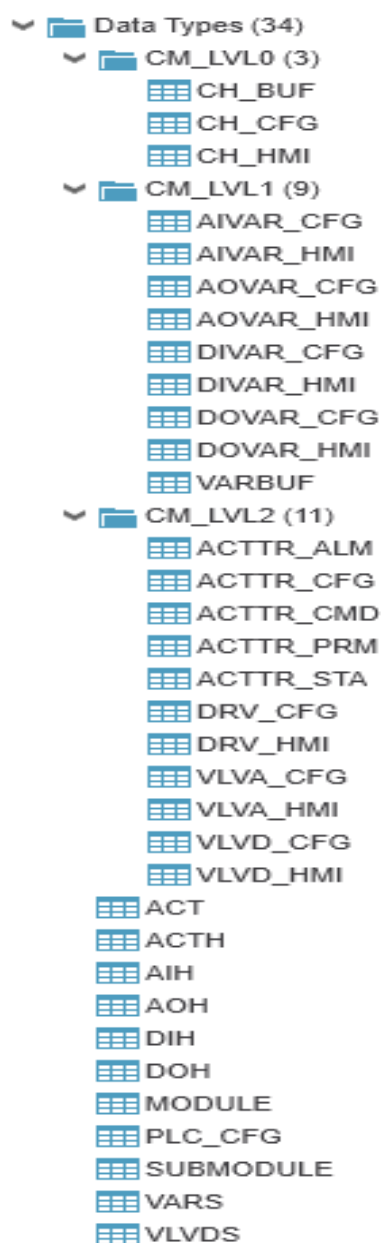 Data Types (34)
CM_LVL0 (3)
CH_BUF
CH_CFG
CH_HMI
CM_LVL1 (9)
AIVAR_CFG
AIVAR_HMI
AOVAR_CFG
AOVAR_HMI
DIVAR_CFG
DIVAR_HMI
DOVAR_CFG
DOVAR_HMI
VARBUF
CM_LVL2 (11)
ACTTR_ALM
ACTTR_CFG
ACTTR_CMD
ACTTR_PRM
ACTTR_STA
DRV_CFG
DRV_HMI
VLVA_CFG
VLVA_HMI
VLVD_CFG
VLVD_HMI
ACT
ACTH
AIH
AOH
DIH
DOH
MODULE
PLC_CFG
SUBMODULE
VARS
VLVDS